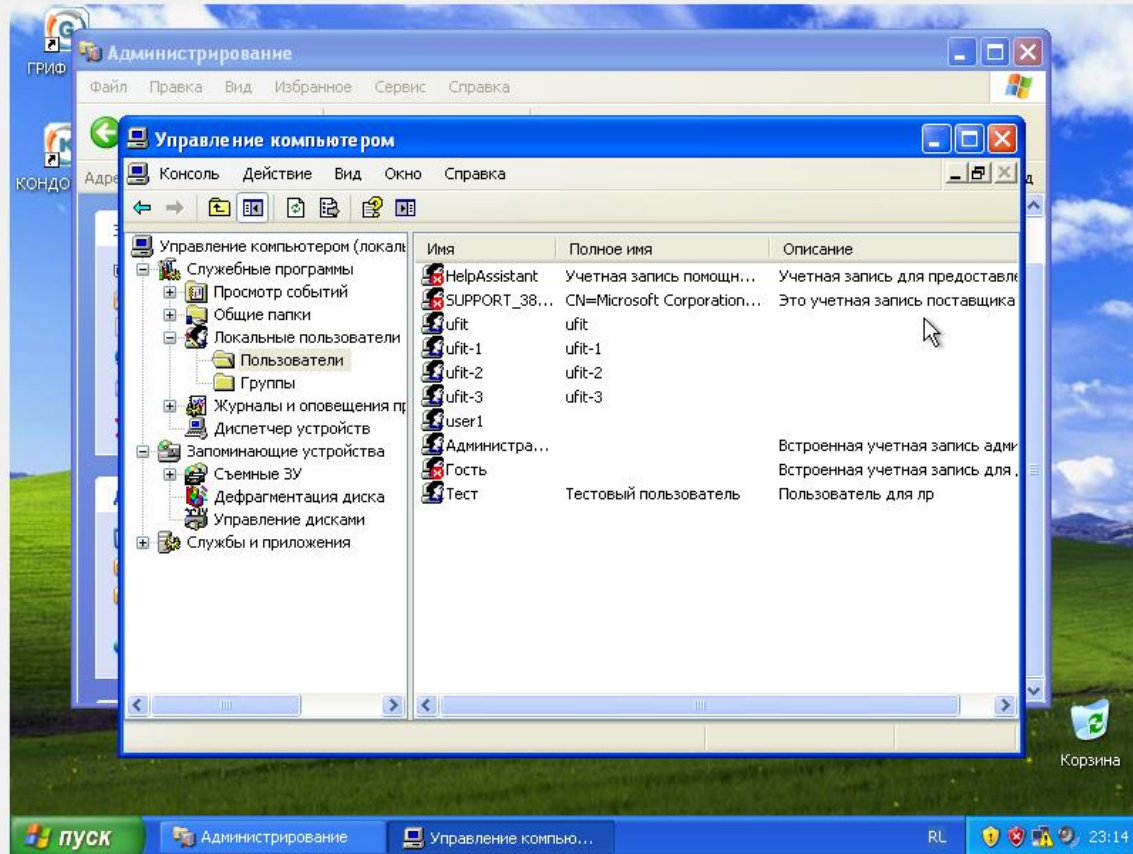 ГРИФ
КОНДО
Администрирование
Файл Правка Вид Избранное Сервис Справка
Адре
Управление компьютером
Консоль Действие Вид Окно Справка
Управление компьютером (локаль
Служебные программы
Просмотр событий
Общие папки
Локальные пользователи
Пользователи
Группы
Журналы и оповещения пр
Диспетчер устройств
Запоминающие устройства
Съемные ЗУ
Дефрагментация диска
Управление дисками
Службы и приложения
Имя Полное имя Описание
HelpAssistant Учетная запись помощн... Учетная запись для предоставле
SUPPORT_38... CN=Microsoft Corporation... Это учетная запись поставщика
ufit ufit
ufit-1 ufit-1
ufit-2 ufit-2
ufit-3 ufit-3
user1
Администра... Встроенная учетная запись адми
Гость Встроенная учетная запись для
Тест Тестовый пользователь Пользователь для лр
Корзина
пуск Администрирование Управление компью... RL 23:14